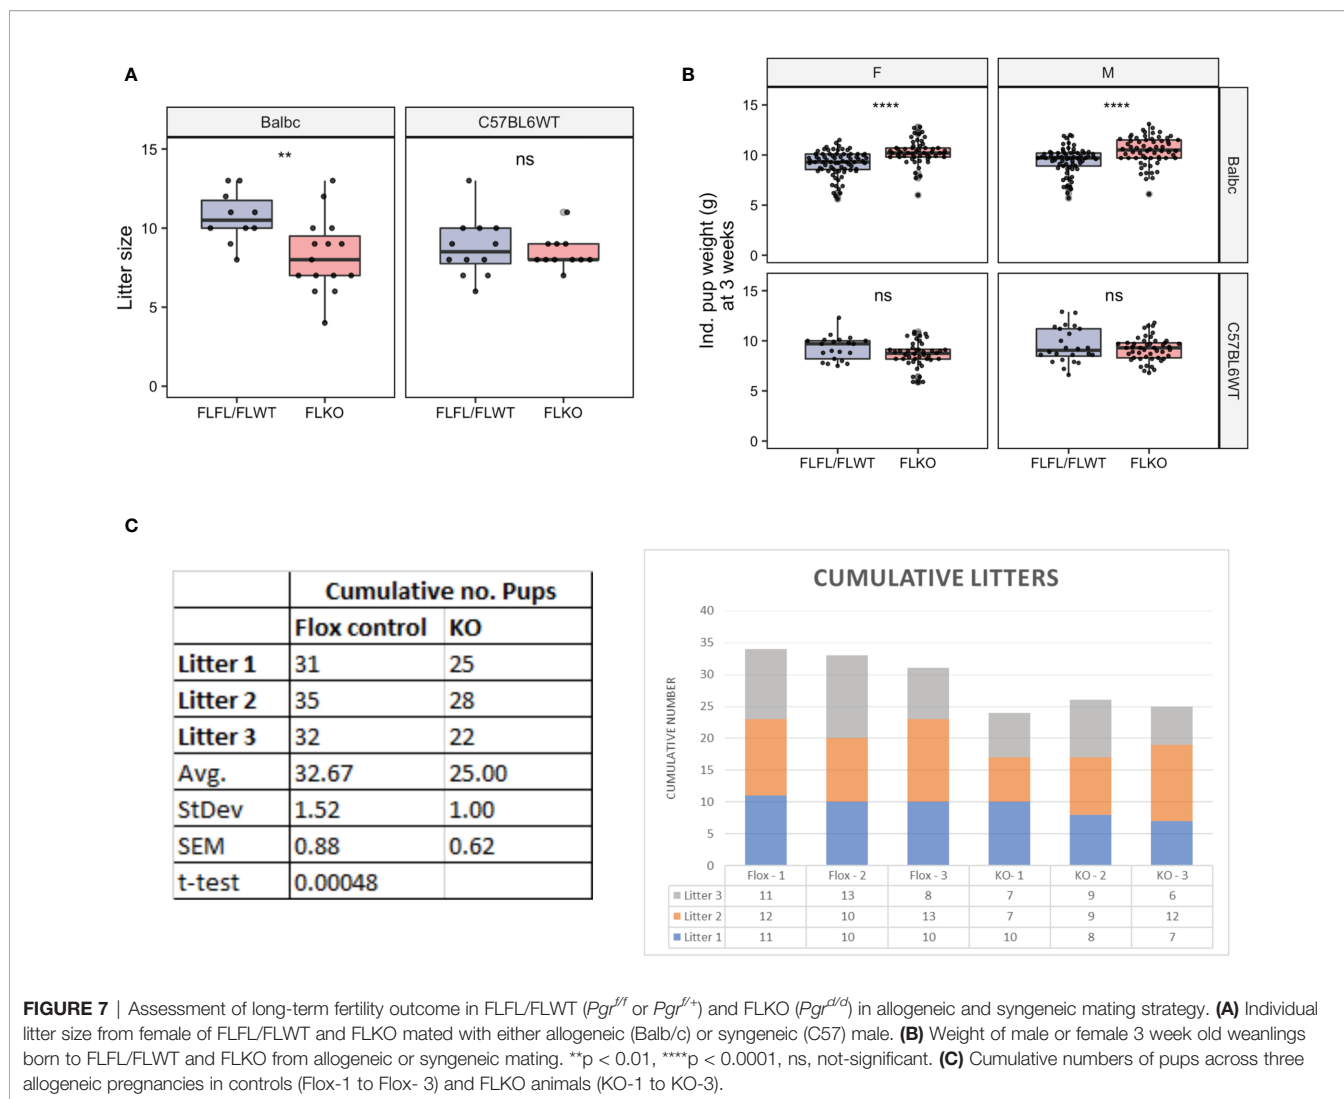 A
Balbc
C57BL6WT
**
ns
15
10
5
0
Litter size
FLFL/FLWT
FLKO
FLFL/FLWT
FLKO
B
F
M
****
****
15
10
5
0
Balbc
ns
ns
15
10
5
0
C57BL6WT
Ind. pup weight (g)
at 3 weeks
FLFL/FLWT
FLKO
FLFL/FLWT
FLKO
C
Cumulative no. Pups
Flox control KO
Litter 1 31 25
Litter 2 35 28
Litter 3 32 22
Avg. 32.67 25.00
StDev 1.52 1.00
SEM 0.88 0.62
t-test 0.00048
CUMULATIVE LITTERS
CUMULATIVE NUMBER
40
35
30
25
20
15
10
5
0
Flox - 1 Flox - 2 Flox - 3 KO- 1 KO - 2 KO - 3
Litter 3 11 13 8 7 9 6
Litter 2 12 10 13 7 9 12
Litter 1 11 10 10 10 8 7
FIGURE 7 | Assessment of long-term fertility outcome in FLFL/FLWT (Pgr^f/f or Pgr^f/+) and FLKO (Pgr^d/d) in allogeneic and syngeneic mating strategy. (A) Individual
litter size from female of FLFL/FLWT and FLKO mated with either allogeneic (Balb/c) or syngeneic (C57) male. (B) Weight of male or female 3 week old weanlings
born to FLFL/FLWT and FLKO from allogeneic or syngeneic mating. **p < 0.01, ****p < 0.0001, ns, not-significant. (C) Cumulative numbers of pups across three
allogeneic pregnancies in controls (Flox-1 to Flox- 3) and FLKO animals (KO-1 to KO-3).